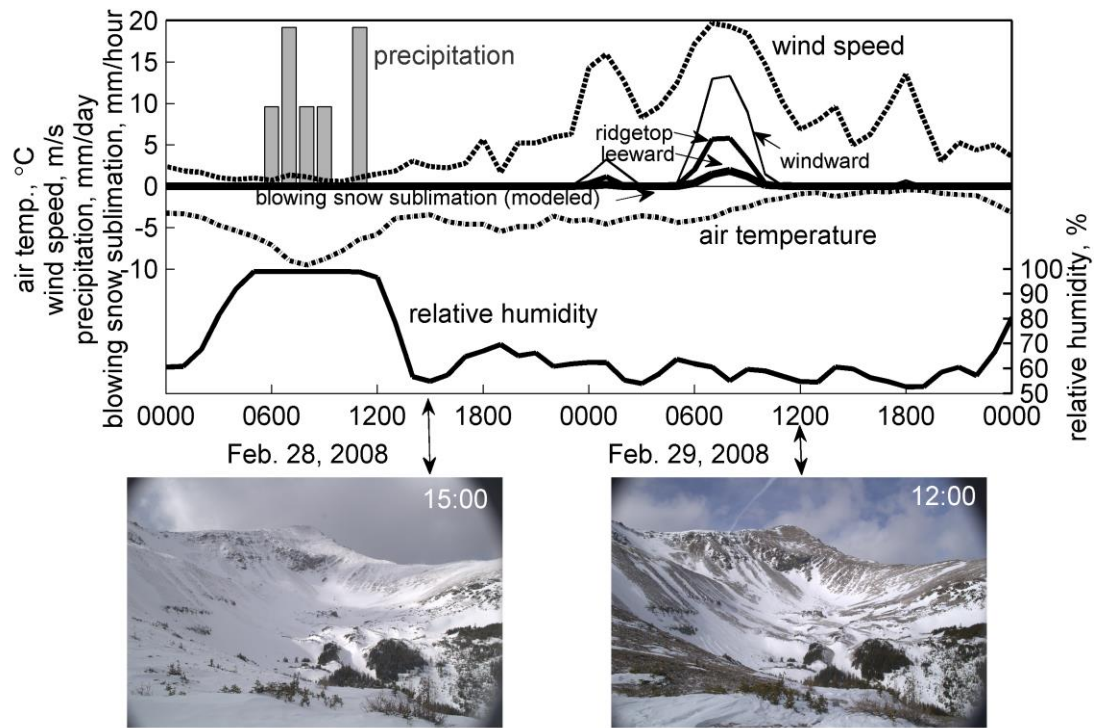 air temp., °C
wind speed, m/s
precipitation, mm/day
blowing snow, sublimation, mm/hour
20
15
10
5
0
-5
-10
precipitation
wind speed
ridgetop
leeward
windward
blowing snow sublimation (modeled)
air temperature
relative humidity
100
90
80
70
60
50
relative humidity, %
0000 0600 1200 1800 0000 0600 1200 1800 0000
Feb. 28, 2008 Feb. 29, 2008
15:00 12:00